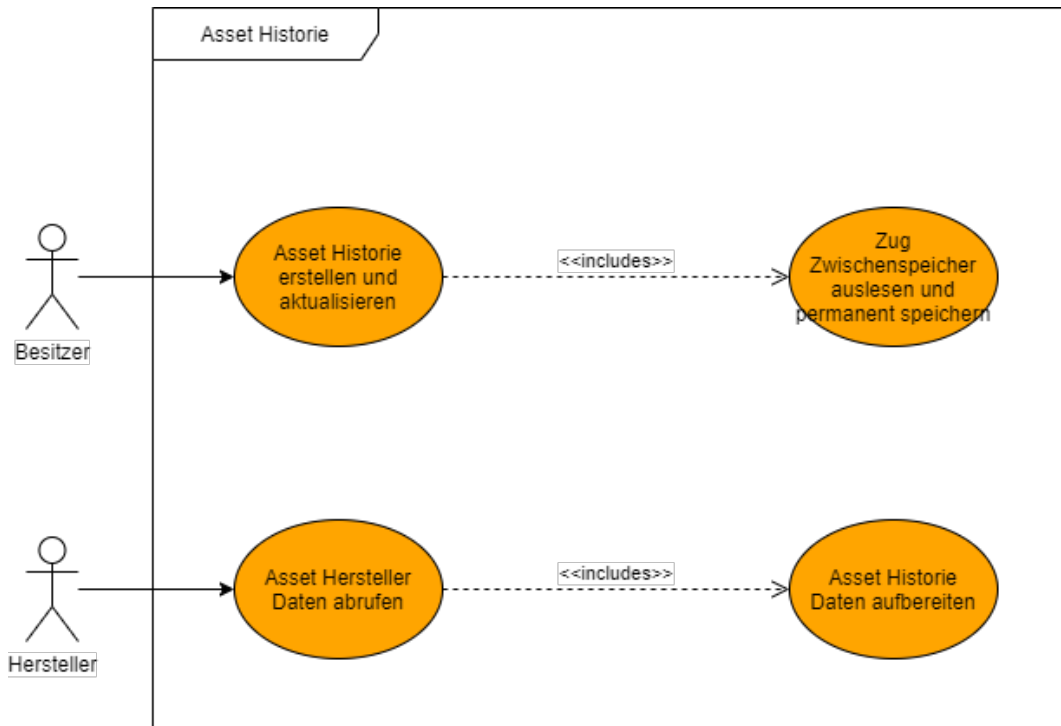 Asset Historie
Asset Historie
erstellen und
aktualisieren
<<includes>>
Zug
Zwischenspeicher
auslesen und
permanent speichern
Besitzer
Asset Hersteller
Daten abrufen
<<includes>>
Asset Historie
Daten aufbereiten
Hersteller